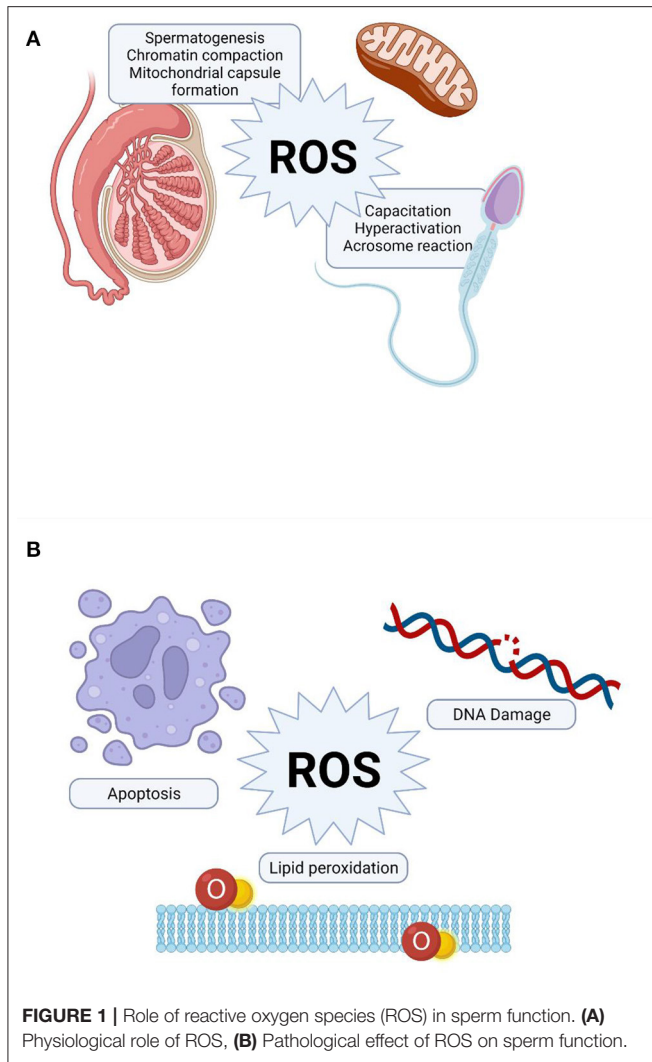 A
Spermatogenesis
Chromatin compaction
Mitochondrial capsule
formation
ROS
Capacitation
Hyperactivation
Acrosome reaction
B
DNA Damage
ROS
Apoptosis
Lipid peroxidation
O
O
FIGURE 1 | Role of reactive oxygen species (ROS) in sperm function. (A)
Physiological role of ROS, (B) Pathological effect of ROS on sperm function.